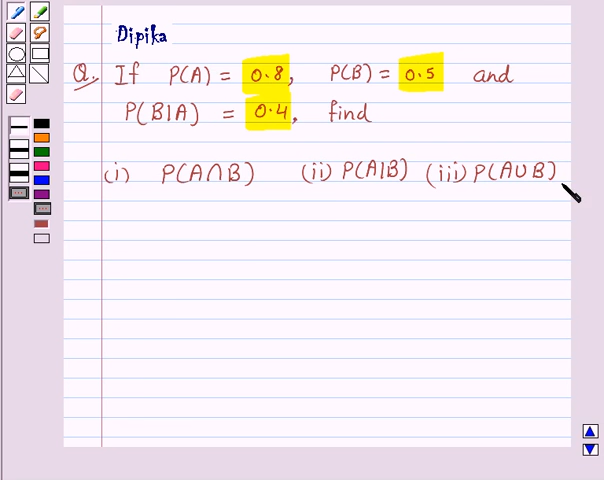 Dipika
Q. If P(A) = 0.8, P(B) = 0.5 and
P(B|A) = 0.4, find
(i) P(A∩B) (ii) P(A|B) (iii) P(A∪B)